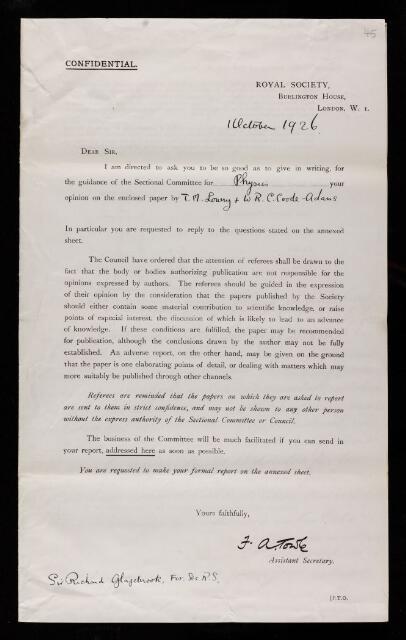 45
CONFIDENTIAL.
ROYAL SOCIETY,
BURLINGTON HOUSE,
LONDON, W. 1.
1 October 1926.
DEAR SIR,
I am directed to ask you to be so good as to give in writing, for
the guidance of the Sectional Committee for Physics your
opinion on the enclosed paper by T. M. Lowry & W. R. C. Coode-Adams
In particular you are requested to reply to the questions stated on the annexed
sheet.
The Council have ordered that the attention of referees shall be drawn to the
fact that the body or bodies authorizing publication are not responsible for the
opinions expressed by authors. The referees should be guided in the expression
of their opinion by the consideration that the papers published by the Society
should either contain some material contribution to scientific knowledge, or raise
points of especial interest, the discussion of which is likely to lead to an advance
of knowledge. If these conditions are fulfilled, the paper may be recommended
for publication, although the conclusions drawn by the author may not be fully
established. An adverse report, on the other hand, may be given on the ground
that the paper is one elaborating points of detail, or dealing with matters which may
more suitably be published through other channels.
Referees are reminded that the papers on which they are asked to report
are sent to them in strict confidence, and may not be shown to any other person
without the express authority of the Sectional Committee or Council.
The business of the Committee will be much facilitated if you can send in
your report, addressed here as soon as possible.
You are requested to make your formal report on the annexed sheet.
Yours faithfully,
F. A. Towle
Assistant Secretary.
Sir Richard Glazebrook, For. Sec. R.S.
[P.T.O.